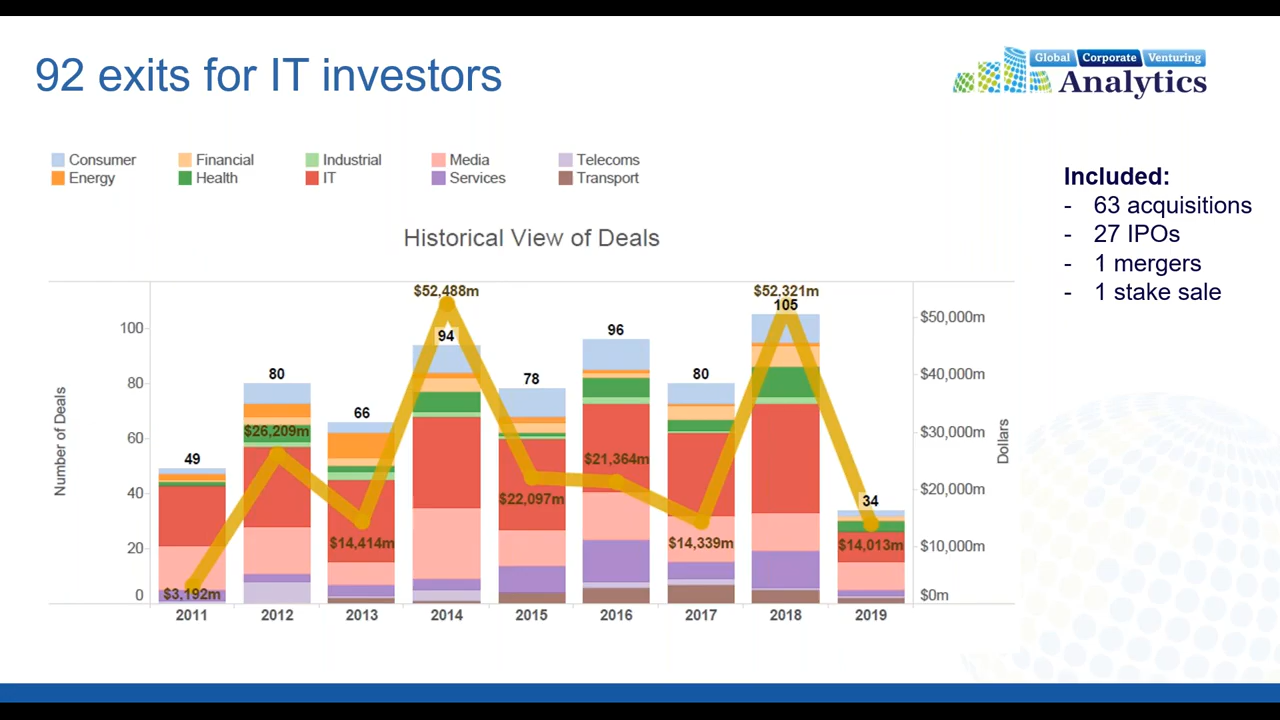 92 exits for IT investors
Global Corporate Venturing
Analytics
Consumer Financial Industrial Media Telecoms
Energy Health IT Services Transport
Included:
- 63 acquisitions
- 27 IPOs
- 1 mergers
- 1 stake sale
Historical View of Deals
Number of Deals
100
80
60
40
20
0
49
80
66
94
78
96
80
105
34
$3,192m
$26,209m
$14,414m
$52,488m
$22,097m
$21,364m
$14,339m
$52,321m
$14,013m
$50,000m
$40,000m
$30,000m
$20,000m
$10,000m
$0m
Dollars
2011 2012 2013 2014 2015 2016 2017 2018 2019